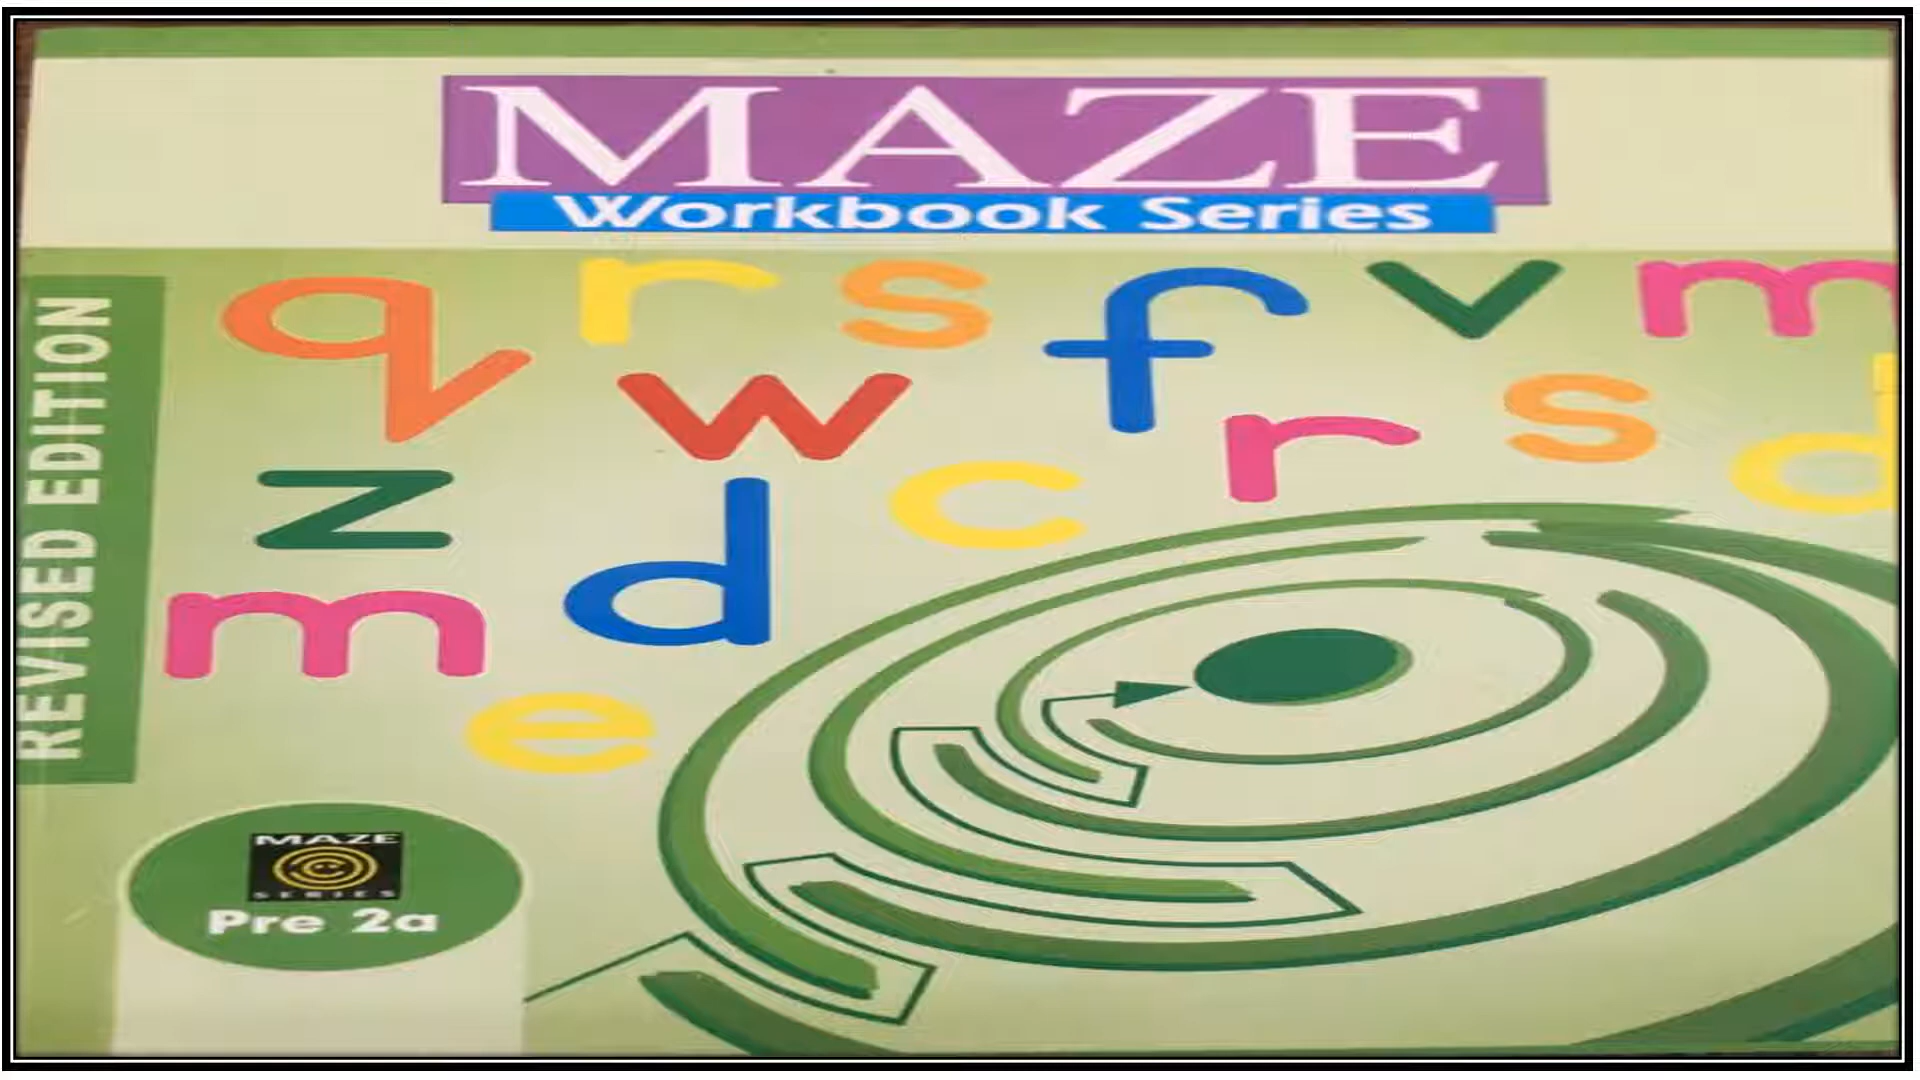 MAZE
Workbook Series
REVISED EDITION
q r s f v m
w r s d
z d c
m
e
MAZE
SERIES
Pre 2a